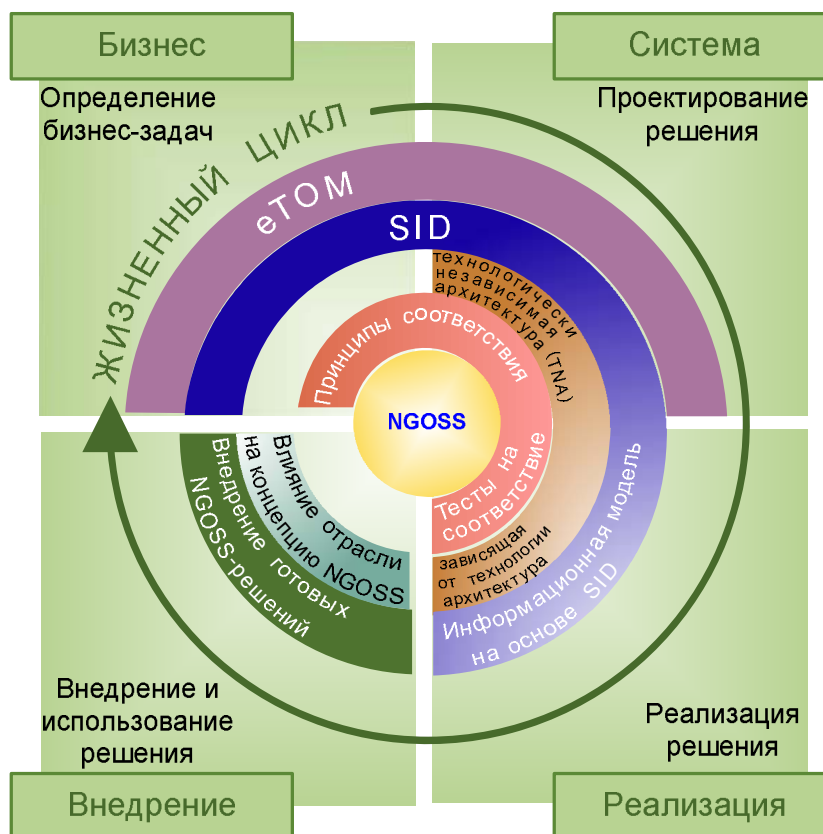 Бизнес
Система
Определение
бизнес-задач
Проектирование
решения
ЖИЗНЕННЫЙ ЦИКЛ
eTOM
SID
технологически
независимая
архитектура (TNA)
Принципы соответствия
NGOSS
Тесты на
соответствие
зависящая
от технологии
архитектура
Информационная модель
на основе SID
Влияние отрасли
на концепцию NGOSS
Внедрение готовых
NGOSS-решений
Внедрение и
использование
решения
Реализация
решения
Внедрение
Реализация